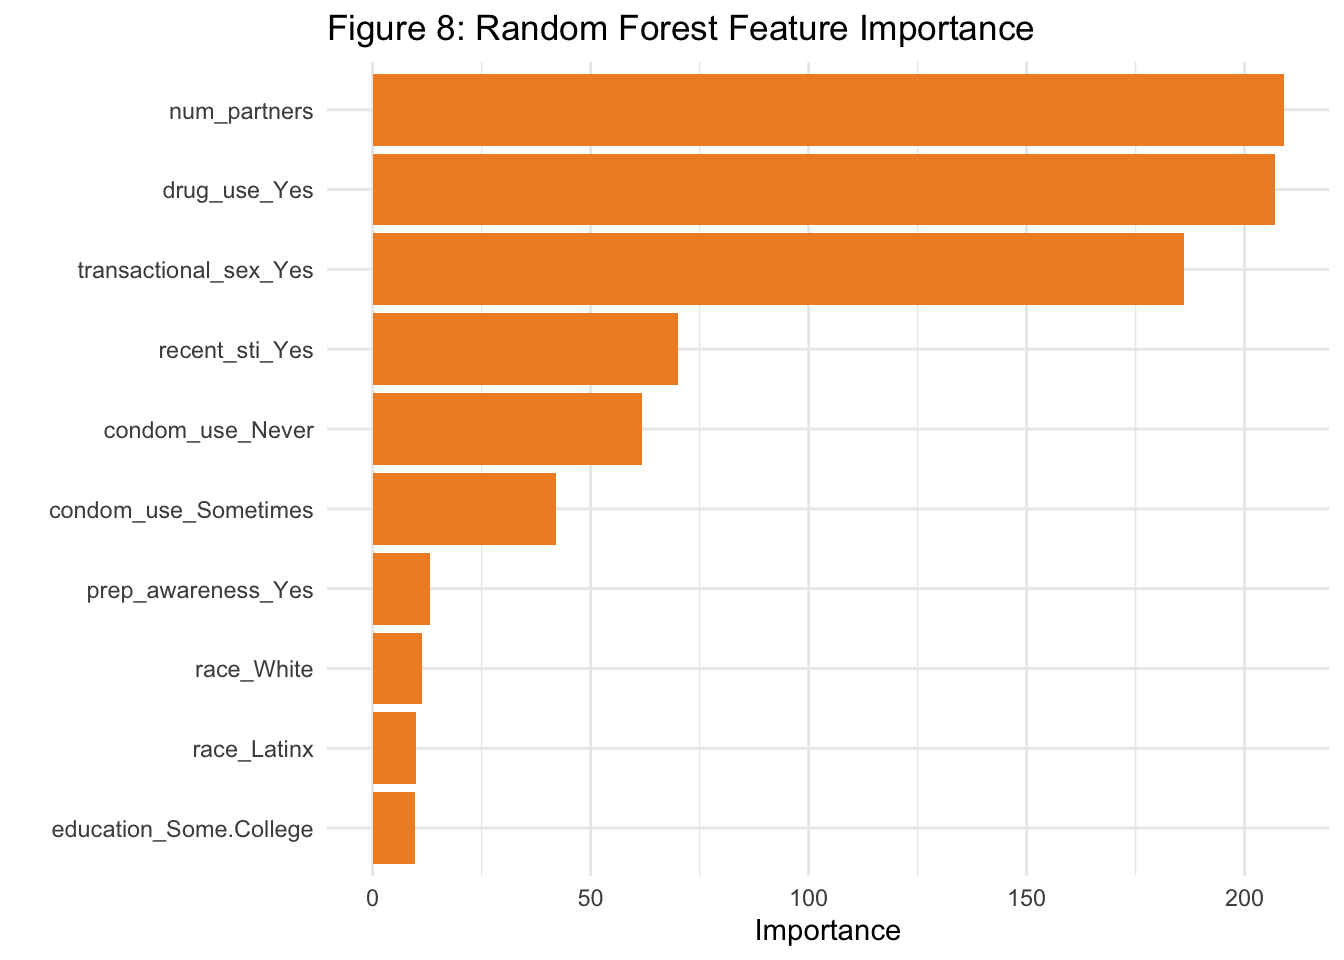 Figure 8: Random Forest Feature Importance
num_partners
drug_use_Yes
transactional_sex_Yes
recent_sti_Yes
condom_use_Never
condom_use_Sometimes
prep_awareness_Yes
race_White
race_Latinx
education_Some.College
0 50 100 150 200
Importance